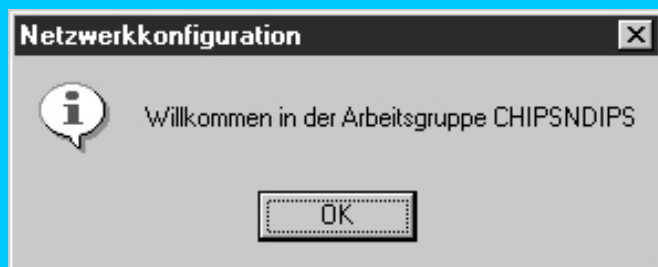 Netzwerkkonfiguration
Willkommen in der Arbeitsgruppe CHIPSNDIPS
OK